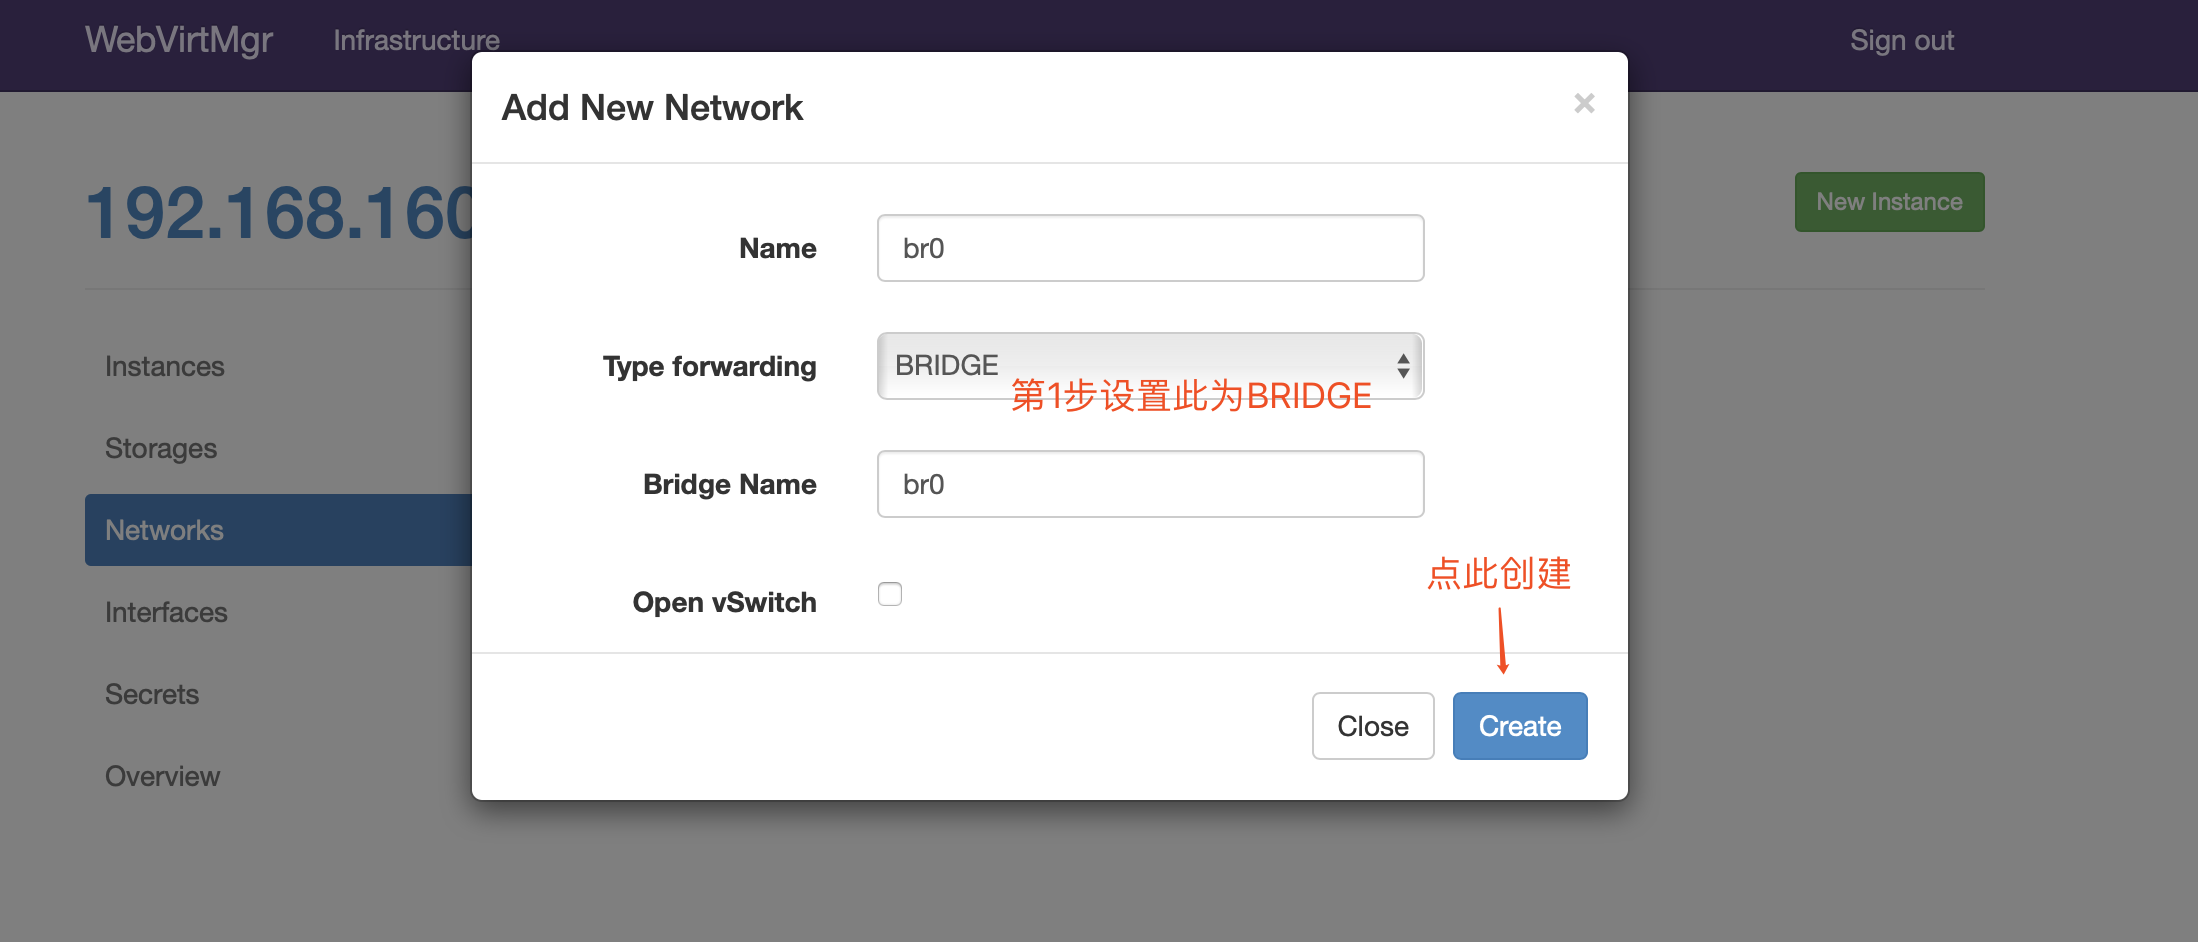 WebVirtMgr Infrastructure Sign out
Add New Network ×
192.168.160
New Instance
Name br0
Type forwarding BRIDGE
第1步设置此为BRIDGE
Bridge Name br0
Open vSwitch
点此创建
Close Create
Instances
Storages
Networks
Interfaces
Secrets
Overview